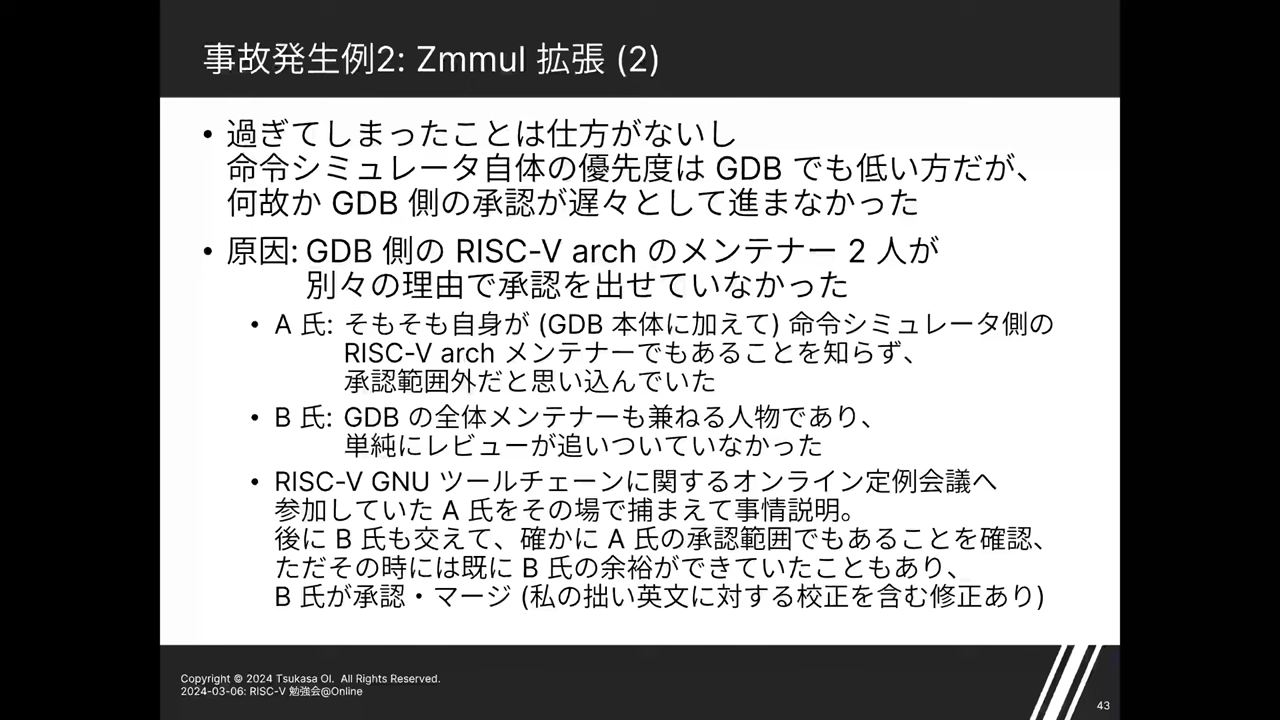 事故発生例2: Zmmul 拡張 (2)
• 過ぎてしまったことは仕方がないし
命令シミュレータ自体の優先度は GDB でも低い方だが、
何故か GDB 側の承認が遅々として進まなかった
• 原因: GDB 側の RISC-V arch のメンテナー 2 人が
別々の理由で承認を出せていなかった
• A 氏: そもそも自身が (GDB 本体に加えて) 命令シミュレータ側の
RISC-V arch メンテナーでもあることを知らず、
承認範囲外だと思い込んでいた
• B 氏: GDB の全体メンテナーも兼ねる人物であり、
単純にレビューが追いついていなかった
• RISC-V GNU ツールチェーンに関するオンライン定例会議へ
参加していた A 氏をその場で捕まえて事情説明。
後に B 氏も交えて、確かに A 氏の承認範囲でもあることを確認、
ただその時には既に B 氏の余裕ができていたこともあり、
B 氏が承認・マージ (私の拙い英文に対する校正を含む修正あり)
Copyright © 2024 Tsukasa OI. All Rights Reserved.
2024-03-06: RISC-V 勉強会@Online
43